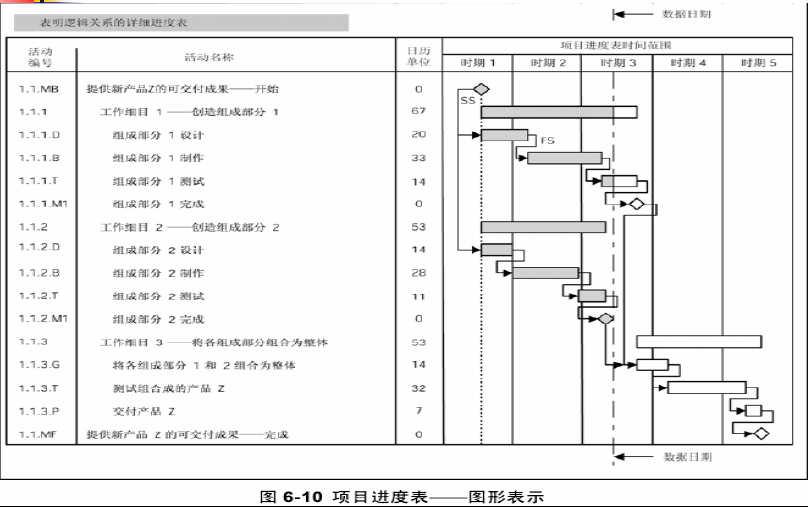 表明逻辑关系的详细进度表
数据日期
活动编号 活动名称 日历单位 项目进度表时间范围
时期 1 时期 2 时期 3 时期 4 时期 5
1.1.MB 提供新产品Z的可交付成果——开始 0
SS
1.1.1 工作细目 1——创造组成部分 1 67
1.1.1.D 组成部分 1 设计 20
FS
1.1.1.B 组成部分 1 制作 33
1.1.1.T 组成部分 1 测试 14
1.1.1.M1 组成部分 1 完成 0
1.1.2 工作细目 2——创造组成部分 2 53
1.1.2.D 组成部分 2 设计 14
1.1.2.B 组成部分 2 制作 28
1.1.2.T 组成部分 2 测试 11
1.1.2.M1 组成部分 2 完成 0
1.1.3 工作细目 3——将各组成部分组合为整体 53
1.1.3.G 将各组成部分 1 和 2 组合为整体 14
1.1.3.T 测试组合成的产品 Z 32
1.1.3.P 交付产品 Z 7
1.1.MF 提供新产品 Z 的可交付成果——完成 0
数据日期
图 6-10 项目进度表——图形表示